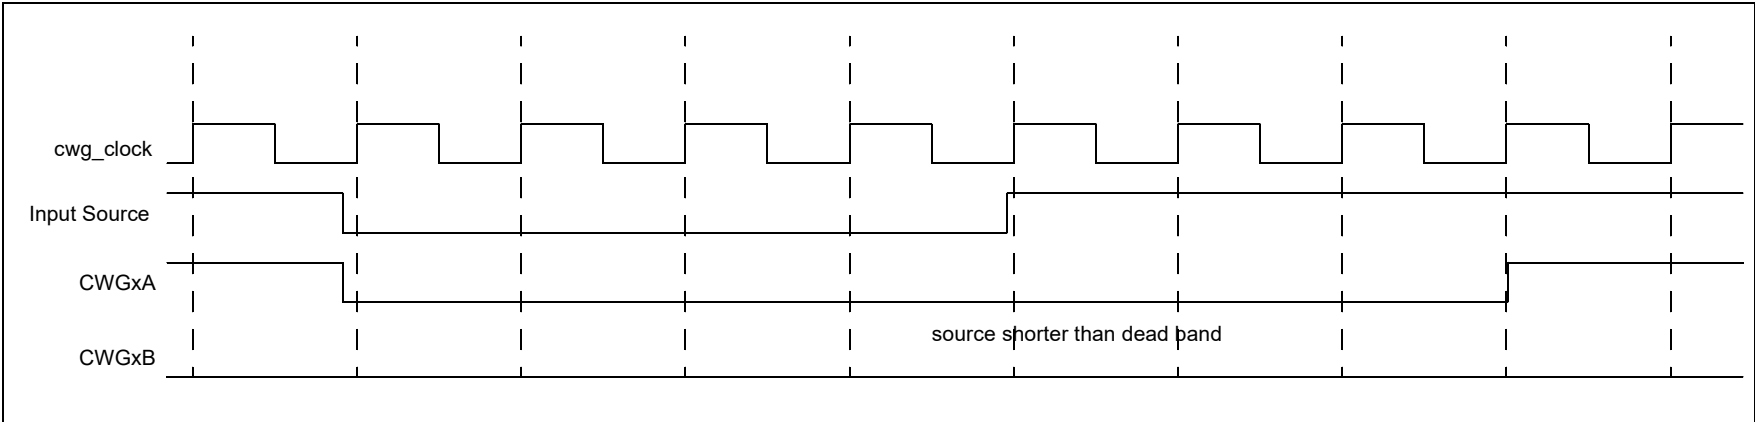 cwg_clock
Input Source
CWGxA
source shorter than dead band
CWGxB